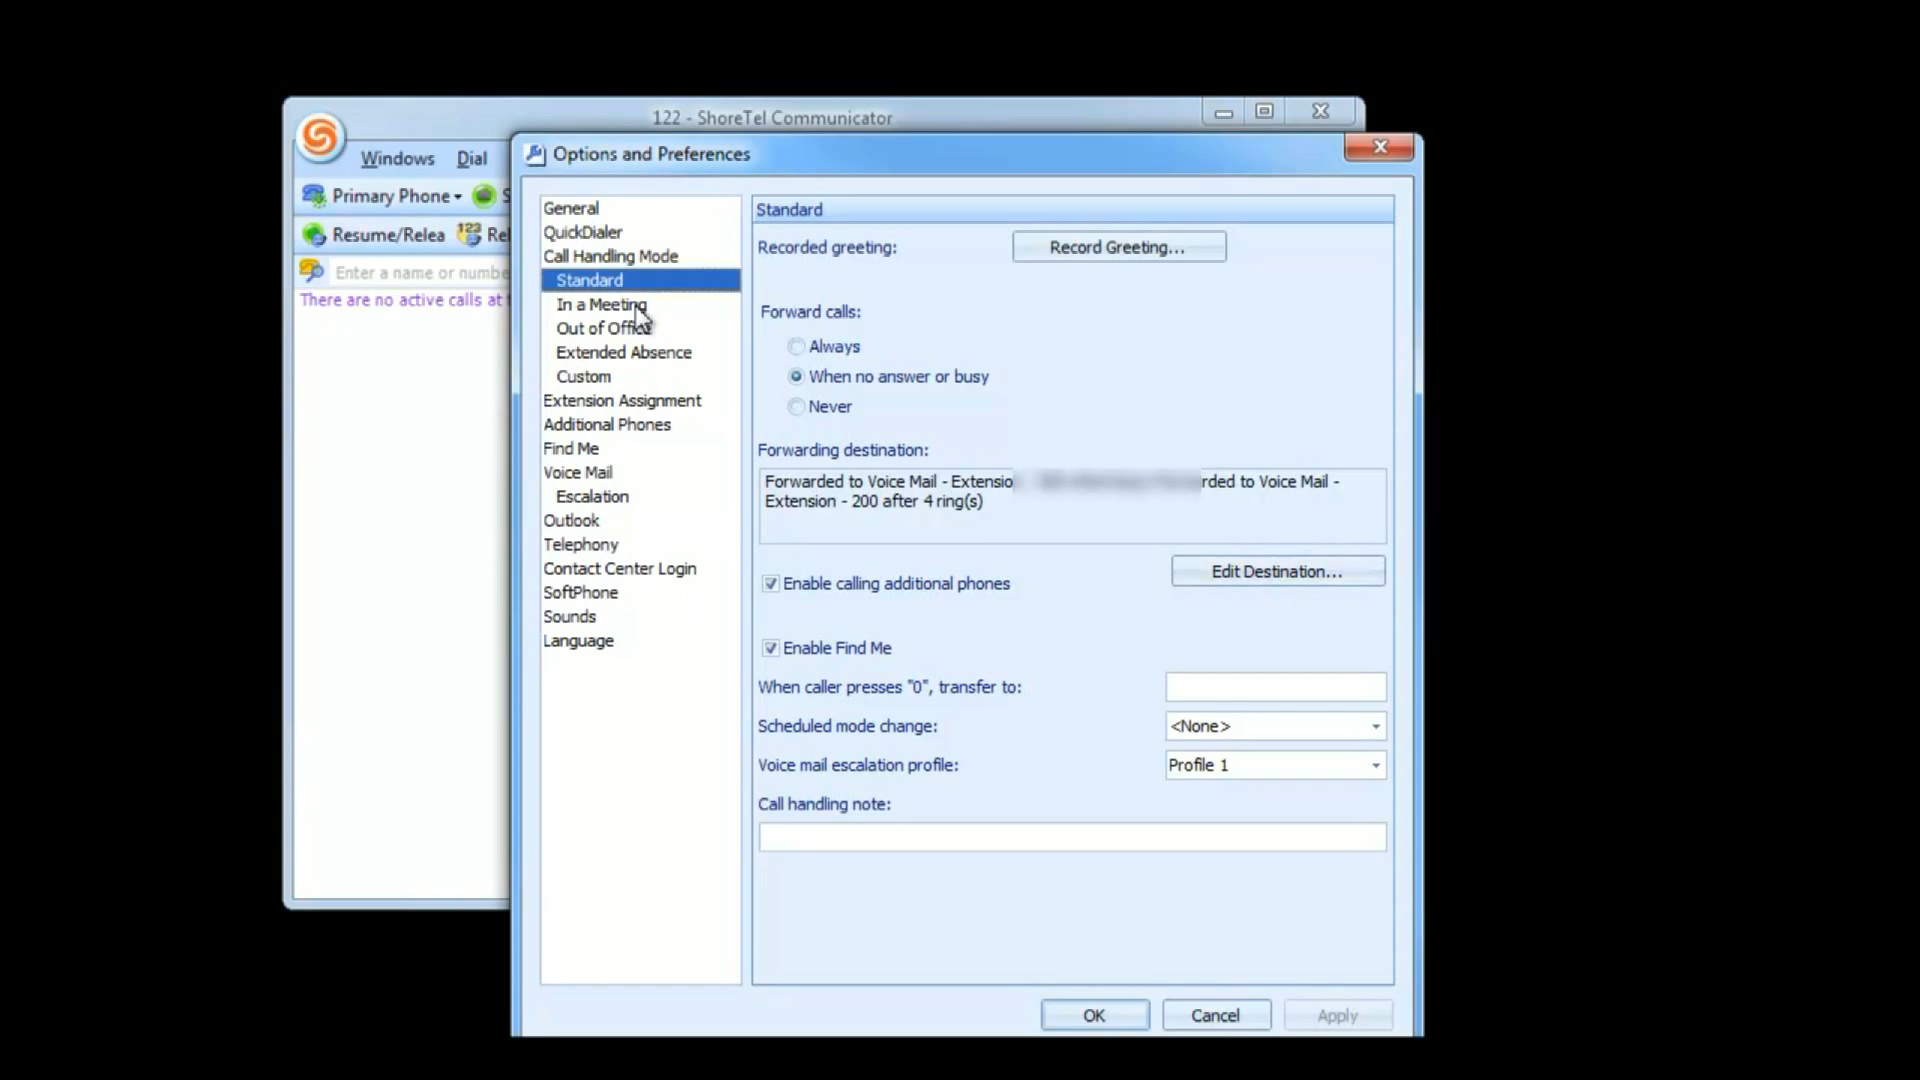 122 - ShoreTel Communicator
Windows Dial
Primary Phone
Resume/Relea
Enter a name or numbe
There are no active calls at
Options and Preferences
General
QuickDialer
Call Handling Mode
Standard
In a Meeting
Out of Office
Extended Absence
Custom
Extension Assignment
Additional Phones
Find Me
Voice Mail
Escalation
Outlook
Telephony
Contact Center Login
SoftPhone
Sounds
Language
Standard
Recorded greeting: Record Greeting...
Forward calls:
Always
When no answer or busy
Never
Forwarding destination:
Forwarded to Voice Mail - Extensio rded to Voice Mail -
Extension - 200 after 4 ring(s)
Edit Destination...
Enable calling additional phones
Enable Find Me
When caller presses "0", transfer to:
Scheduled mode change: <None>
Voice mail escalation profile: Profile 1
Call handling note:
OK Cancel Apply